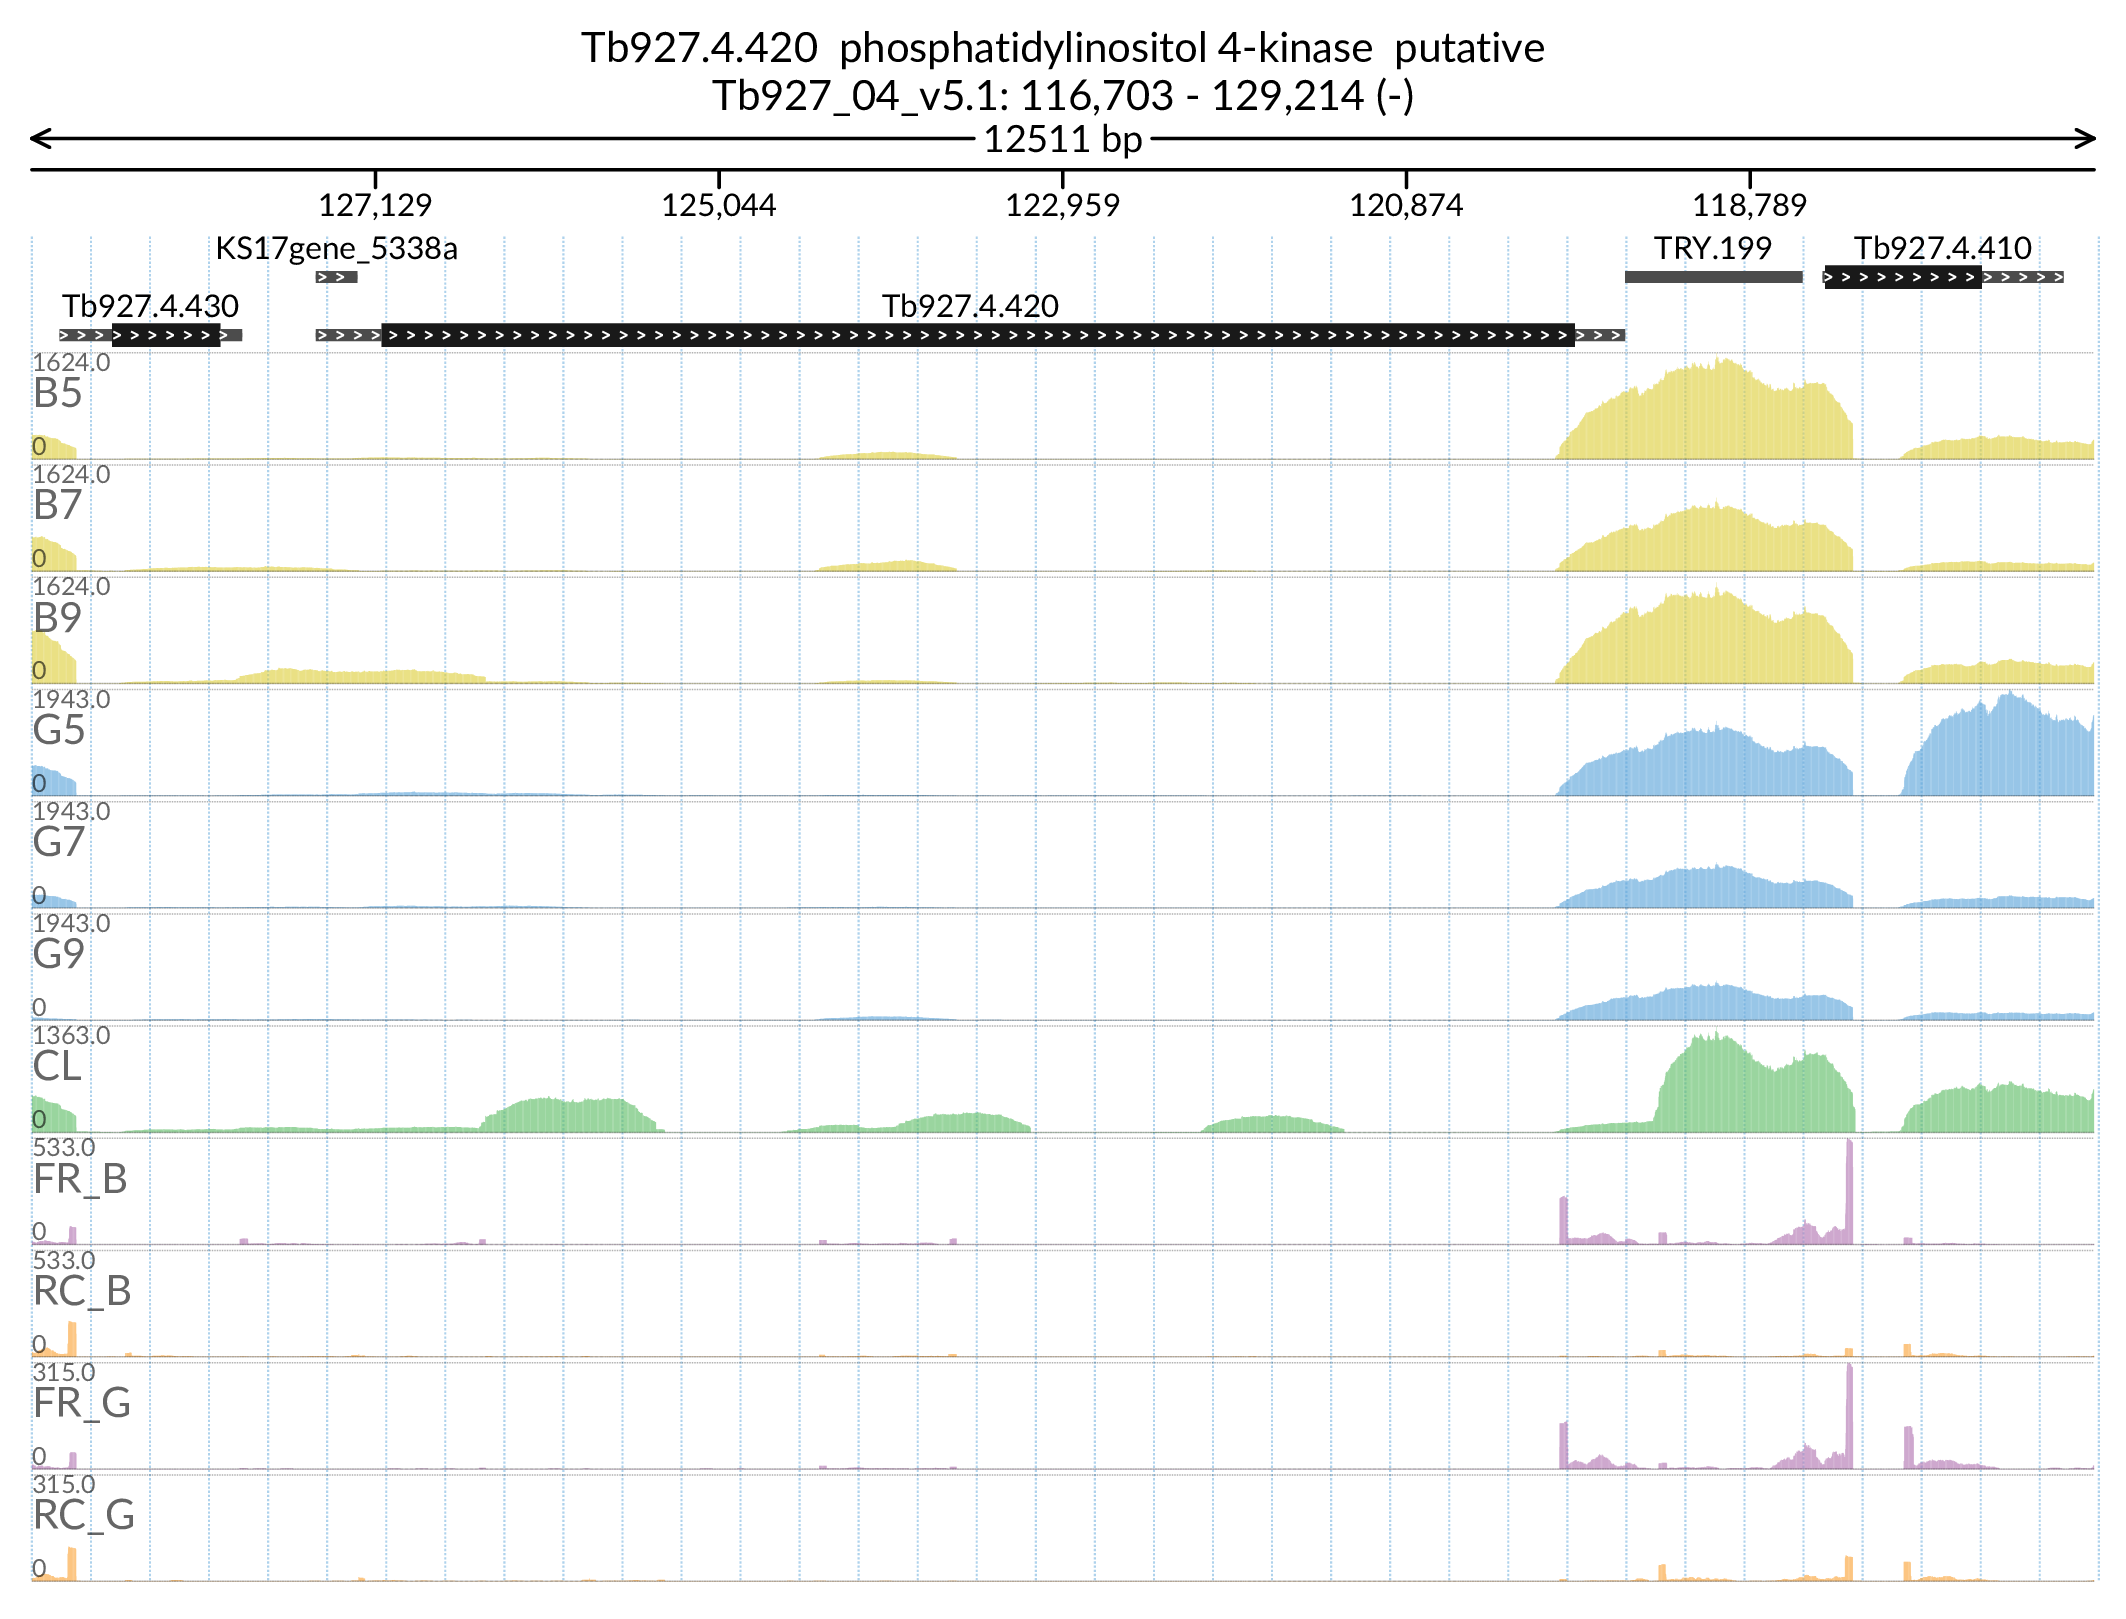 Tb927.4.420  phosphatidylinositol 4-kinase  putative
Tb927_04_v5.1: 116,703 - 129,214 (-)
12511 bp
127,129 125,044 122,959 120,874 118,789
KS17gene_5338a TRY.199 Tb927.4.410
Tb927.4.430 Tb927.4.420
1624.0
B5
0
1624.0
B7
0
1624.0
B9
0
1943.0
G5
0
1943.0
G7
0
1943.0
G9
0
1363.0
CL
0
533.0
FR_B
0
533.0
RC_B
0
315.0
FR_G
0
315.0
RC_G
0